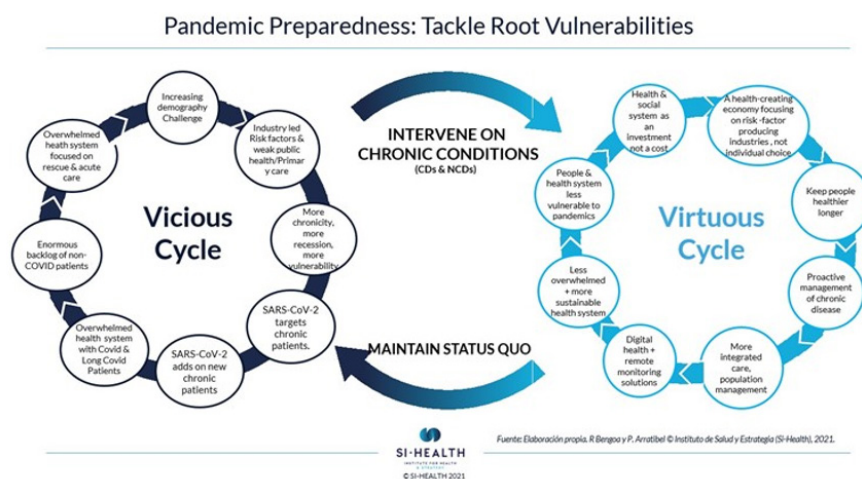 Pandemic Preparedness: Tackle Root Vulnerabilities
Increasing
demography
Challenge
Industry led
Risk factors &
weak public
health/Primar
y care
More
chronicity,
more
recession,
more
vulnerability
SARS-CoV-2
targets
chronic
patients.
SARS-CoV-2
adds on new
chronic
patients
Overwhelmed
health system
with Covid &
Long Covid
Patients
Enormous
backlog of non-
COVID patients
Overwhelmed
heath system
focused on
rescue & acute
care
Vicious
Cycle
INTERVENE ON
CHRONIC CONDITIONS
(CDs & NCDs)
MAINTAIN STATUS QUO
Health &
social system as
an
investment
not a cost
A health-creating
economy focusing
on risk -factor
producing
industries , not
individual choice
Keep people
healthier
longer
Proactive
management
of chronic
disease
More
integrated
care,
population
management
Digital
health +
remote
monitoring
solutions
Less
overwhelmed
+ more
sustainable
health system
People &
health system
less
vulnerable to
pandemics
Virtuous
Cycle
Fuente: Elaboración propia. R Bengoa y P. Arratibel © Instituto de Salud y Estrategia (Si-Health), 2021.
SI-HEALTH
INSTITUTE FOR HEALTH
& STRATEGY
© SI-HEALTH 2021